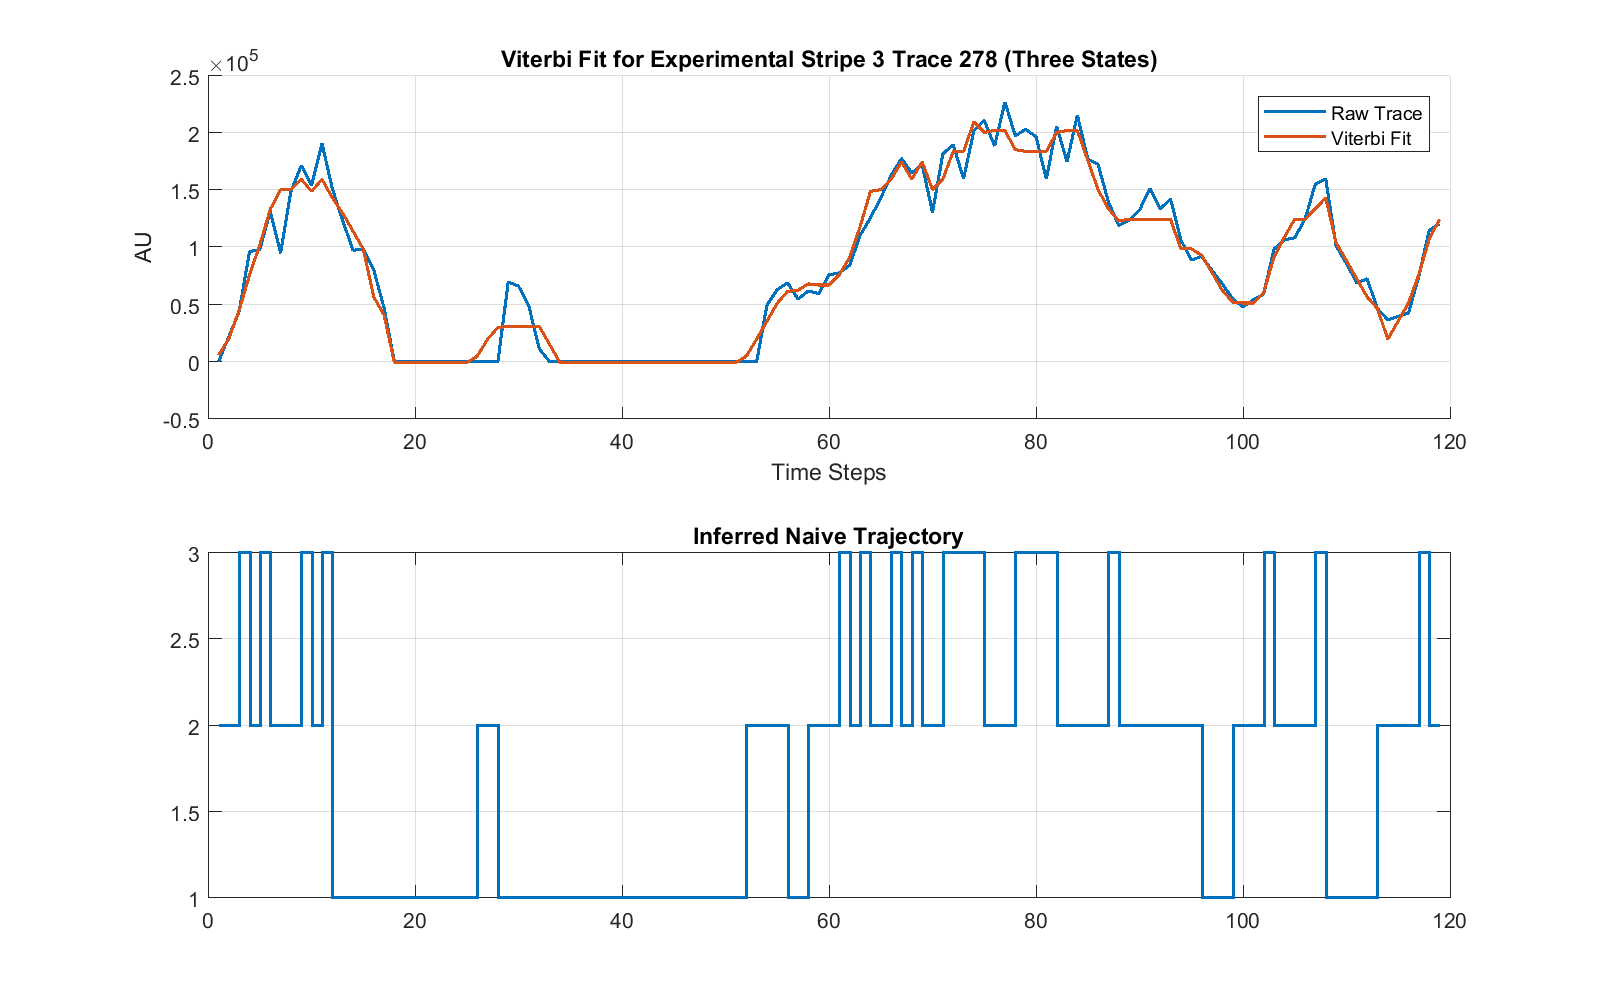 Viterbi Fit for Experimental Stripe 3 Trace 278 (Three States)
×10⁵
2.5
2
1.5
1
0.5
0
-0.5
AU
Raw Trace
Viterbi Fit
0 20 40 60 80 100 120
Time Steps
Inferred Naive Trajectory
3
2.5
2
1.5
1
0 20 40 60 80 100 120